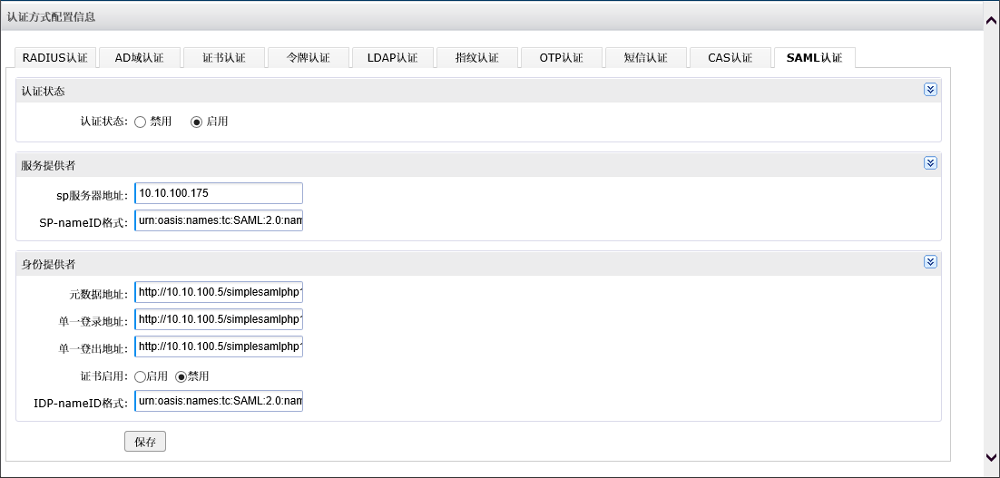 认证方式配置信息
RADIUS认证 AD域认证 证书认证 令牌认证 LDAP认证 指纹认证 OTP认证 短信认证 CAS认证 SAML认证
认证状态
认证状态: 禁用 启用
服务提供者
sp服务器地址: 10.10.100.175
SP-nameID格式: urn:oasis:names:tc:SAML:2.0:nam
身份提供者
元数据地址: http://10.10.100.5/simplesamlphp1
单一登录地址: http://10.10.100.5/simplesamlphp1
单一登出地址: http://10.10.100.5/simplesamlphp1
证书启用: 启用 禁用
IDP-nameID格式: urn:oasis:names:tc:SAML:2.0:nam
保存